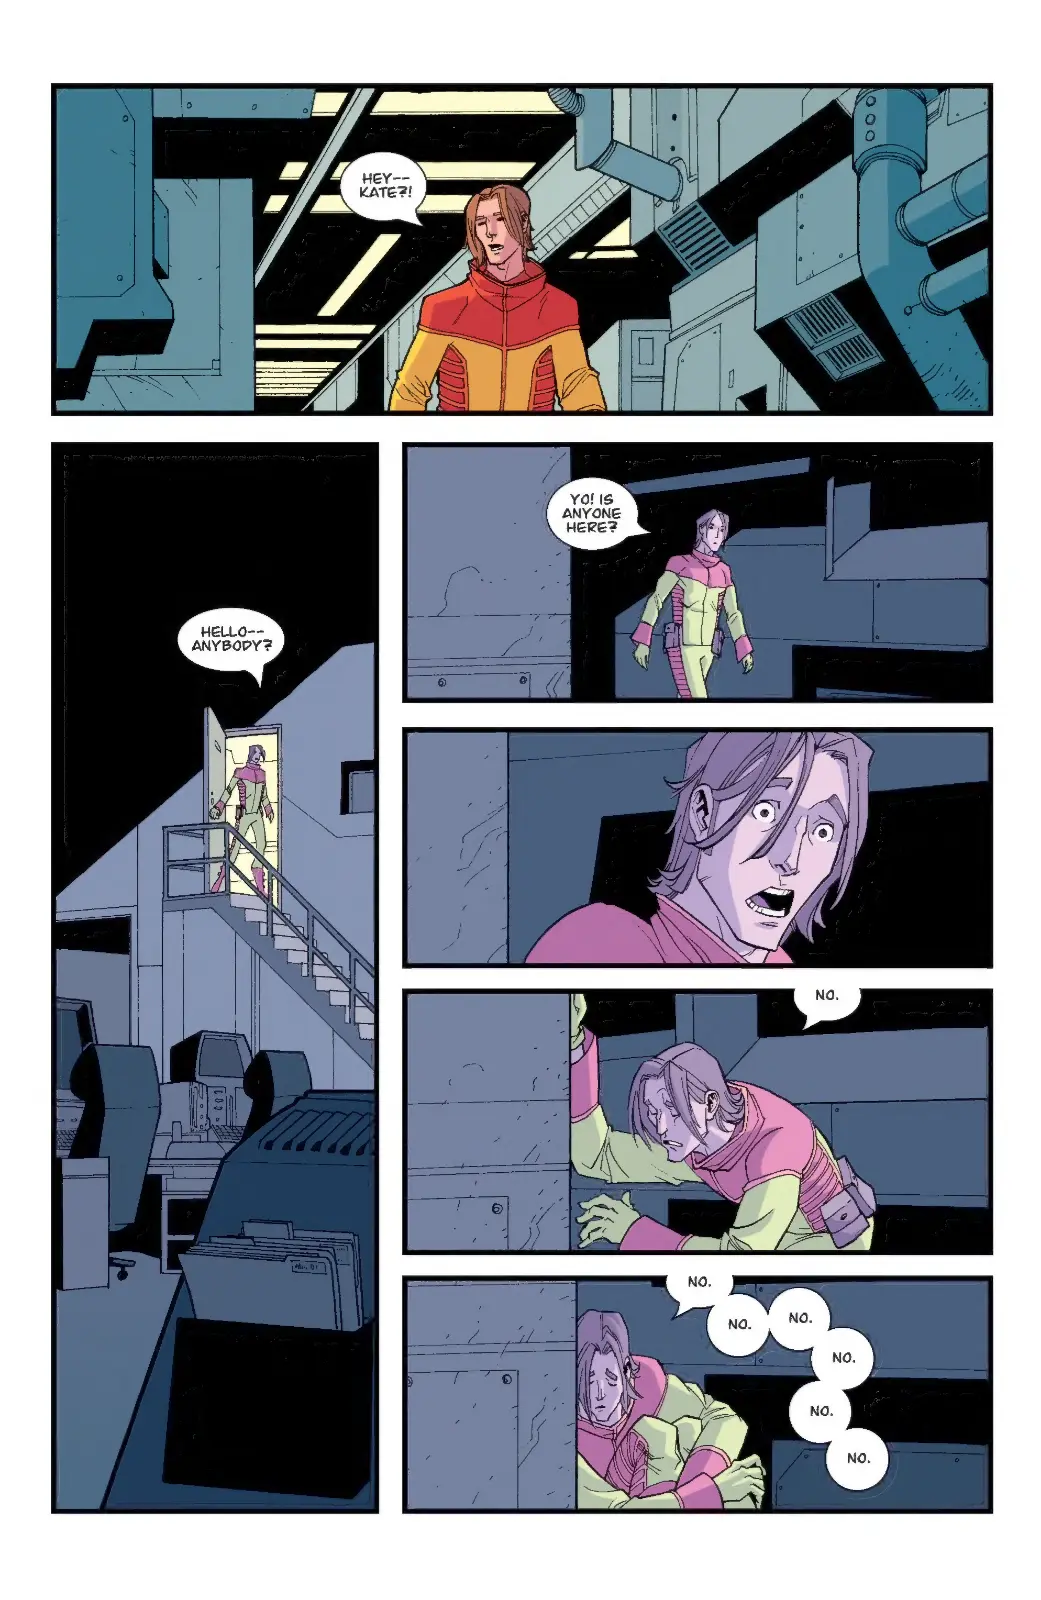 HEY--
KATE?!
HELLO--
ANYBODY?
YO! IS
ANYONE
HERE?
NO.
NO.
NO.
NO.
NO.
NO.
NO.